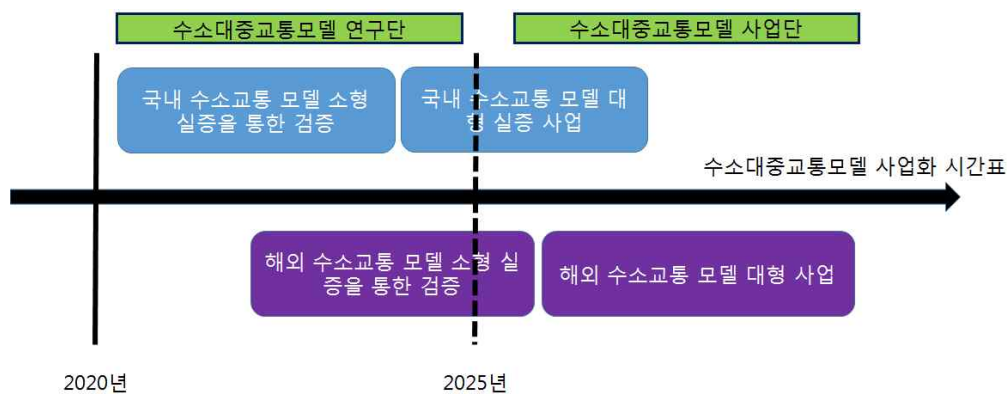 수소대중교통모델 연구단
수소대중교통모델 사업단
국내 수소교통 모델 소형
실증을 통한 검증
국내 수소교통 모델 대
형 실증 사업
수소대중교통모델 사업화 시간표
해외 수소교통 모델 소형 실
증을 통한 검증
해외 수소교통 모델 대형 사업
2020년
2025년